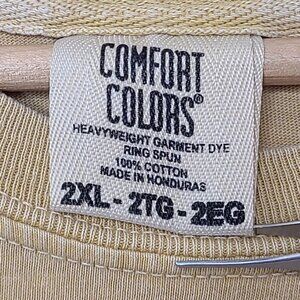 COMFORT
COLORS®
HEAVYWEIGHT GARMENT DYE
RING SPUN
100% COTTON
MADE IN HONDURAS
2XL - 2TG - 2EG